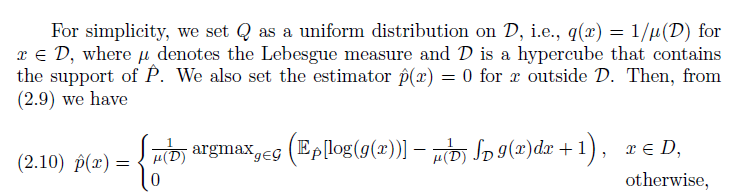 For simplicity, we set Q as a uniform distribution on 𝒟, i.e., q(x) = 1/μ(𝒟) for
x ∈ 𝒟, where μ denotes the Lebesgue measure and 𝒟 is a hypercube that contains
the support of P̂. We also set the estimator p̂(x) = 0 for x outside 𝒟. Then, from
(2.9) we have
(2.10) p̂(x) = { 1/μ(𝒟) argmax_{g∈𝒢} (𝔼_{P̂}[log(g(x))] − 1/μ(𝒟) ∫_𝒟 g(x)dx + 1), x ∈ D,
0 otherwise,